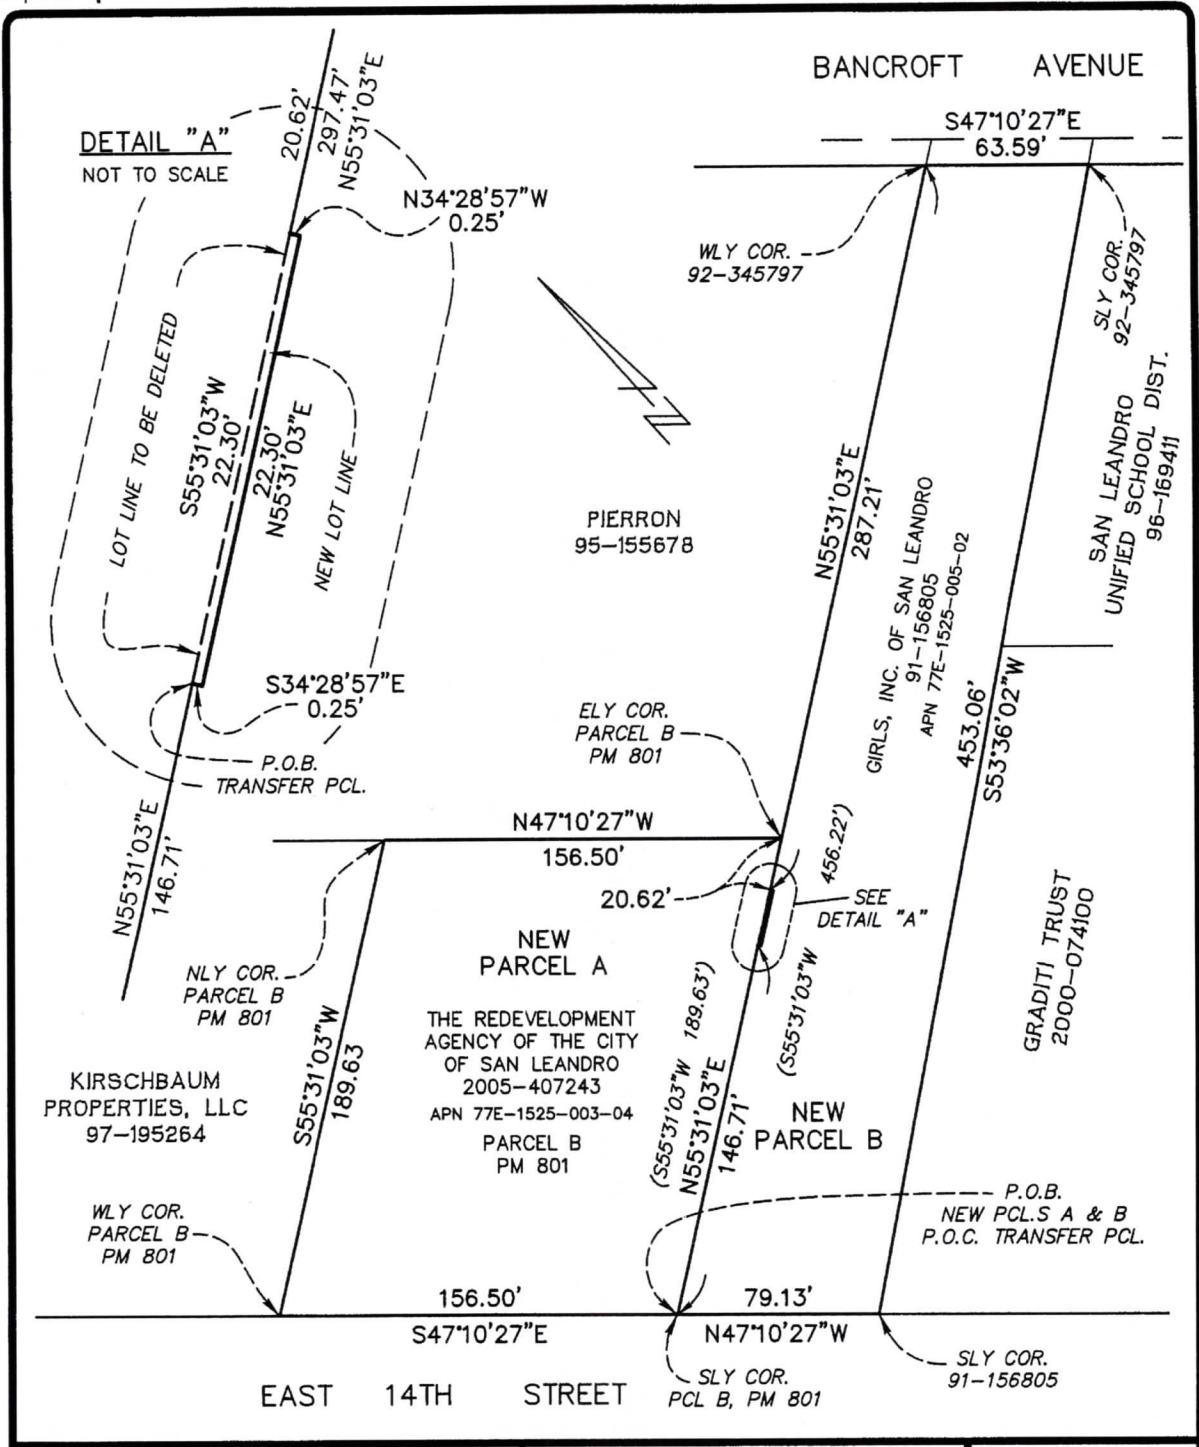 BANCROFT AVENUE
S47°10'27"E
63.59'
DETAIL "A"
NOT TO SCALE
20.62'
297.47'
N55°31'03"E
N34°28'57"W
0.25'
WLY COR.
92-345797
SLY COR.
92-345797
LOT LINE TO BE DELETED
S55°31'03"W
22.30'
22.30'
N55°31'03"E
NEW LOT LINE
PIERRON
95-155678
N55°31'03"E
287.21'
GIRLS, INC. OF SAN LEANDRO
91-156805
APN 77E-1525-005-02
SAN LEANDRO
UNIFIED SCHOOL DIST.
96-169411
S34°28'57"E
0.25'
P.O.B.
TRANSFER PCL.
ELY COR.
PARCEL B
PM 801
453.06'
S53°36'02"W
N55°31'03"E
146.71'
N47°10'27"W
156.50'
20.62'
456.22')
(S55°31'03"W
SEE
DETAIL "A"
NEW
PARCEL A
NLY COR.
PARCEL B
PM 801
THE REDEVELOPMENT
AGENCY OF THE CITY
OF SAN LEANDRO
2005-407243
APN 77E-1525-003-04
PARCEL B
PM 801
GRADITI TRUST
2000-074100
KIRSCHBAUM
PROPERTIES, LLC
97-195264
S55°31'03"W
189.63
(S55°31'03"W 189.63')
N55°31'03"E
146.71'
NEW
PARCEL B
WLY COR.
PARCEL B
PM 801
P.O.B.
NEW PCL.S A & B
P.O.C. TRANSFER PCL.
156.50'
S47°10'27"E
79.13'
N47°10'27"W
SLY COR.
PCL B, PM 801
SLY COR.
91-156805
EAST 14TH STREET